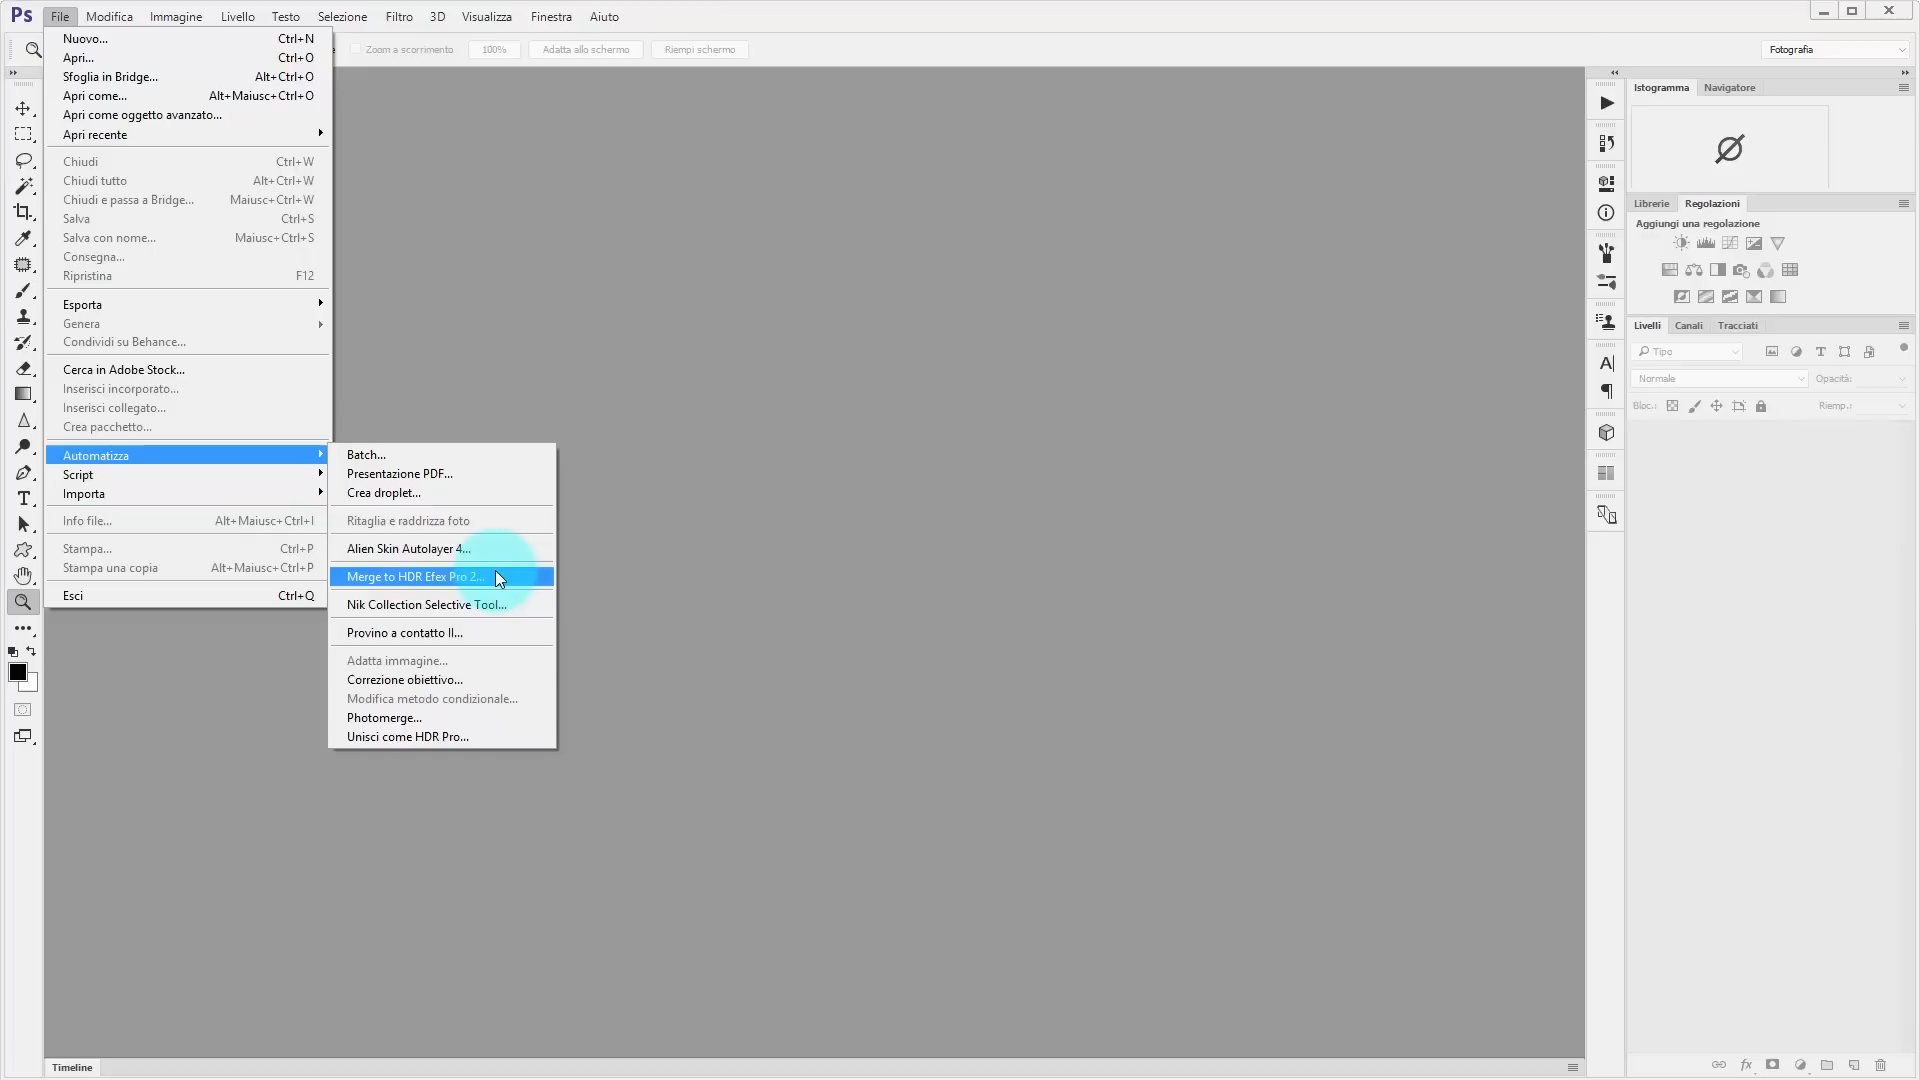 Ps File Modifica Immagine Livello Testo Selezione Filtro 3D Visualizza Finestra Aiuto
Zoom a scorrimento 100% Adatta allo schermo Riempi schermo Fotografia
Nuovo... Ctrl+N
Apri... Ctrl+O
Sfoglia in Bridge... Alt+Ctrl+O
Apri come... Alt+Maiusc+Ctrl+O
Apri come oggetto avanzato...
Apri recente
Chiudi Ctrl+W
Chiudi tutto Alt+Ctrl+W
Chiudi e passa a Bridge... Maiusc+Ctrl+W
Salva Ctrl+S
Salva con nome... Maiusc+Ctrl+S
Consegna...
Ripristina F12
Esporta
Genera
Condividi su Behance...
Cerca in Adobe Stock...
Inserisci incorporato...
Inserisci collegato...
Crea pacchetto...
Automatizza
Script
Importa
Info file... Alt+Maiusc+Ctrl+I
Stampa... Ctrl+P
Stampa una copia Alt+Maiusc+Ctrl+P
Esci Ctrl+Q
Batch...
Presentazione PDF...
Crea droplet...
Ritaglia e raddrizza foto
Alien Skin Autolayer 4...
Merge to HDR Efex Pro 2...
Nik Collection Selective Tool...
Provino a contatto II...
Adatta immagine...
Correzione obiettivo...
Modifica metodo condizionale...
Photomerge...
Unisci come HDR Pro...
Istogramma Navigatore
Librerie Regolazioni
Aggiungi una regolazione
Livelli Canali Tracciati
Tipo
Normale Opacità:
Bloc.: Riemp.:
Timeline
fx